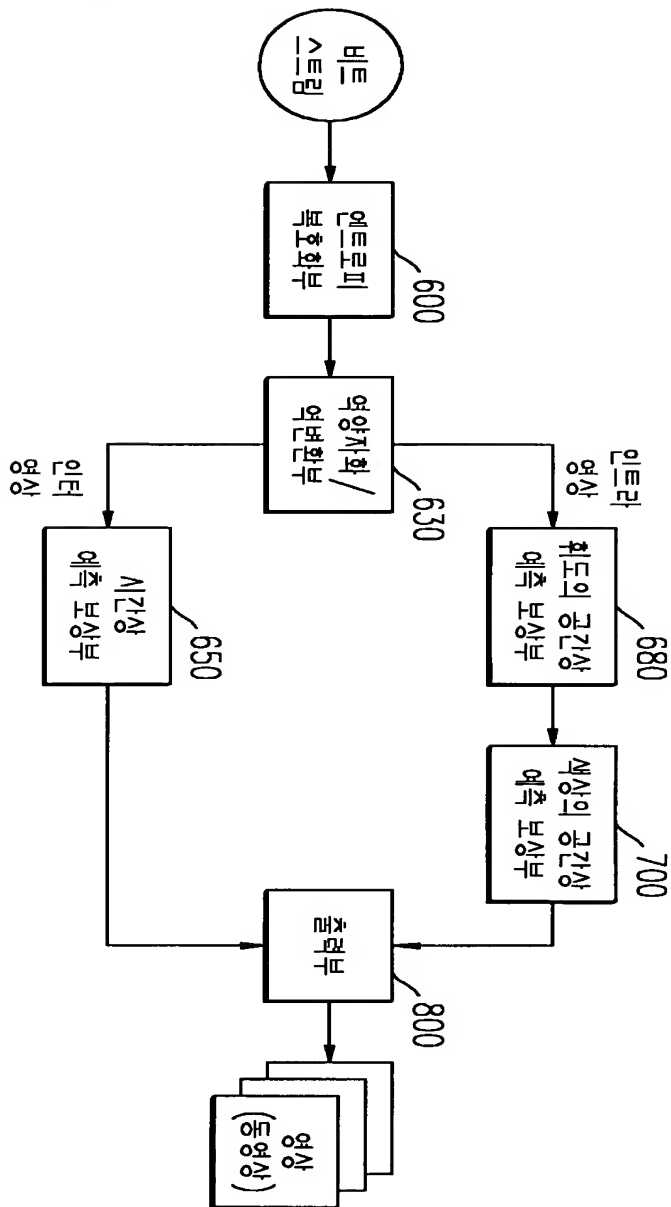 비트
스트림
엔트로피
복호화부
600
역양자화/
역변환부
630
인트라
영상
휘도의 공간상
예측 보상부
680
색상의 공간상
예측 보상부
700
인터
영상
시간상
예측 보상부
650
출력부
800
영상
(동영상)